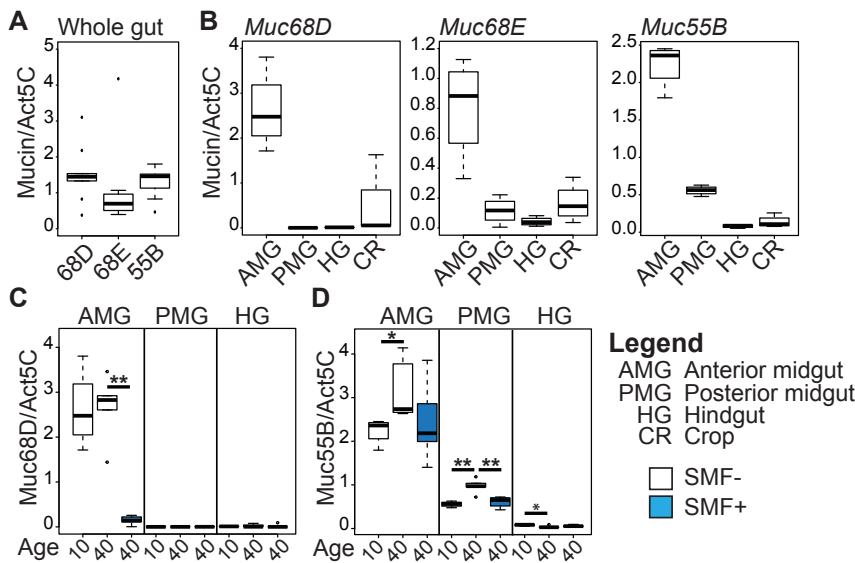 A Whole gut
Mucin/Act5C
5
4
3
2
1
0
68D 68E 55B
B
Muc68D
4
3
2
1
0
AMG PMG HG CR
Muc68E
1.2
1.0
0.8
0.6
0.4
0.2
0.0
AMG PMG HG CR
Muc55B
2.5
2.0
1.5
1.0
0.5
0.0
AMG PMG HG CR
C
AMG PMG HG
Muc68D/Act5C
4
3
2
1
0
**
Age 10 40 40 10 40 40 10 40 40
D
AMG PMG HG
Muc55B/Act5C
4
3
2
1
0
*
** **
*
Age 10 40 40 10 40 40 10 40 40
Legend
AMG Anterior midgut
PMG Posterior midgut
HG Hindgut
CR Crop
SMF-
SMF+